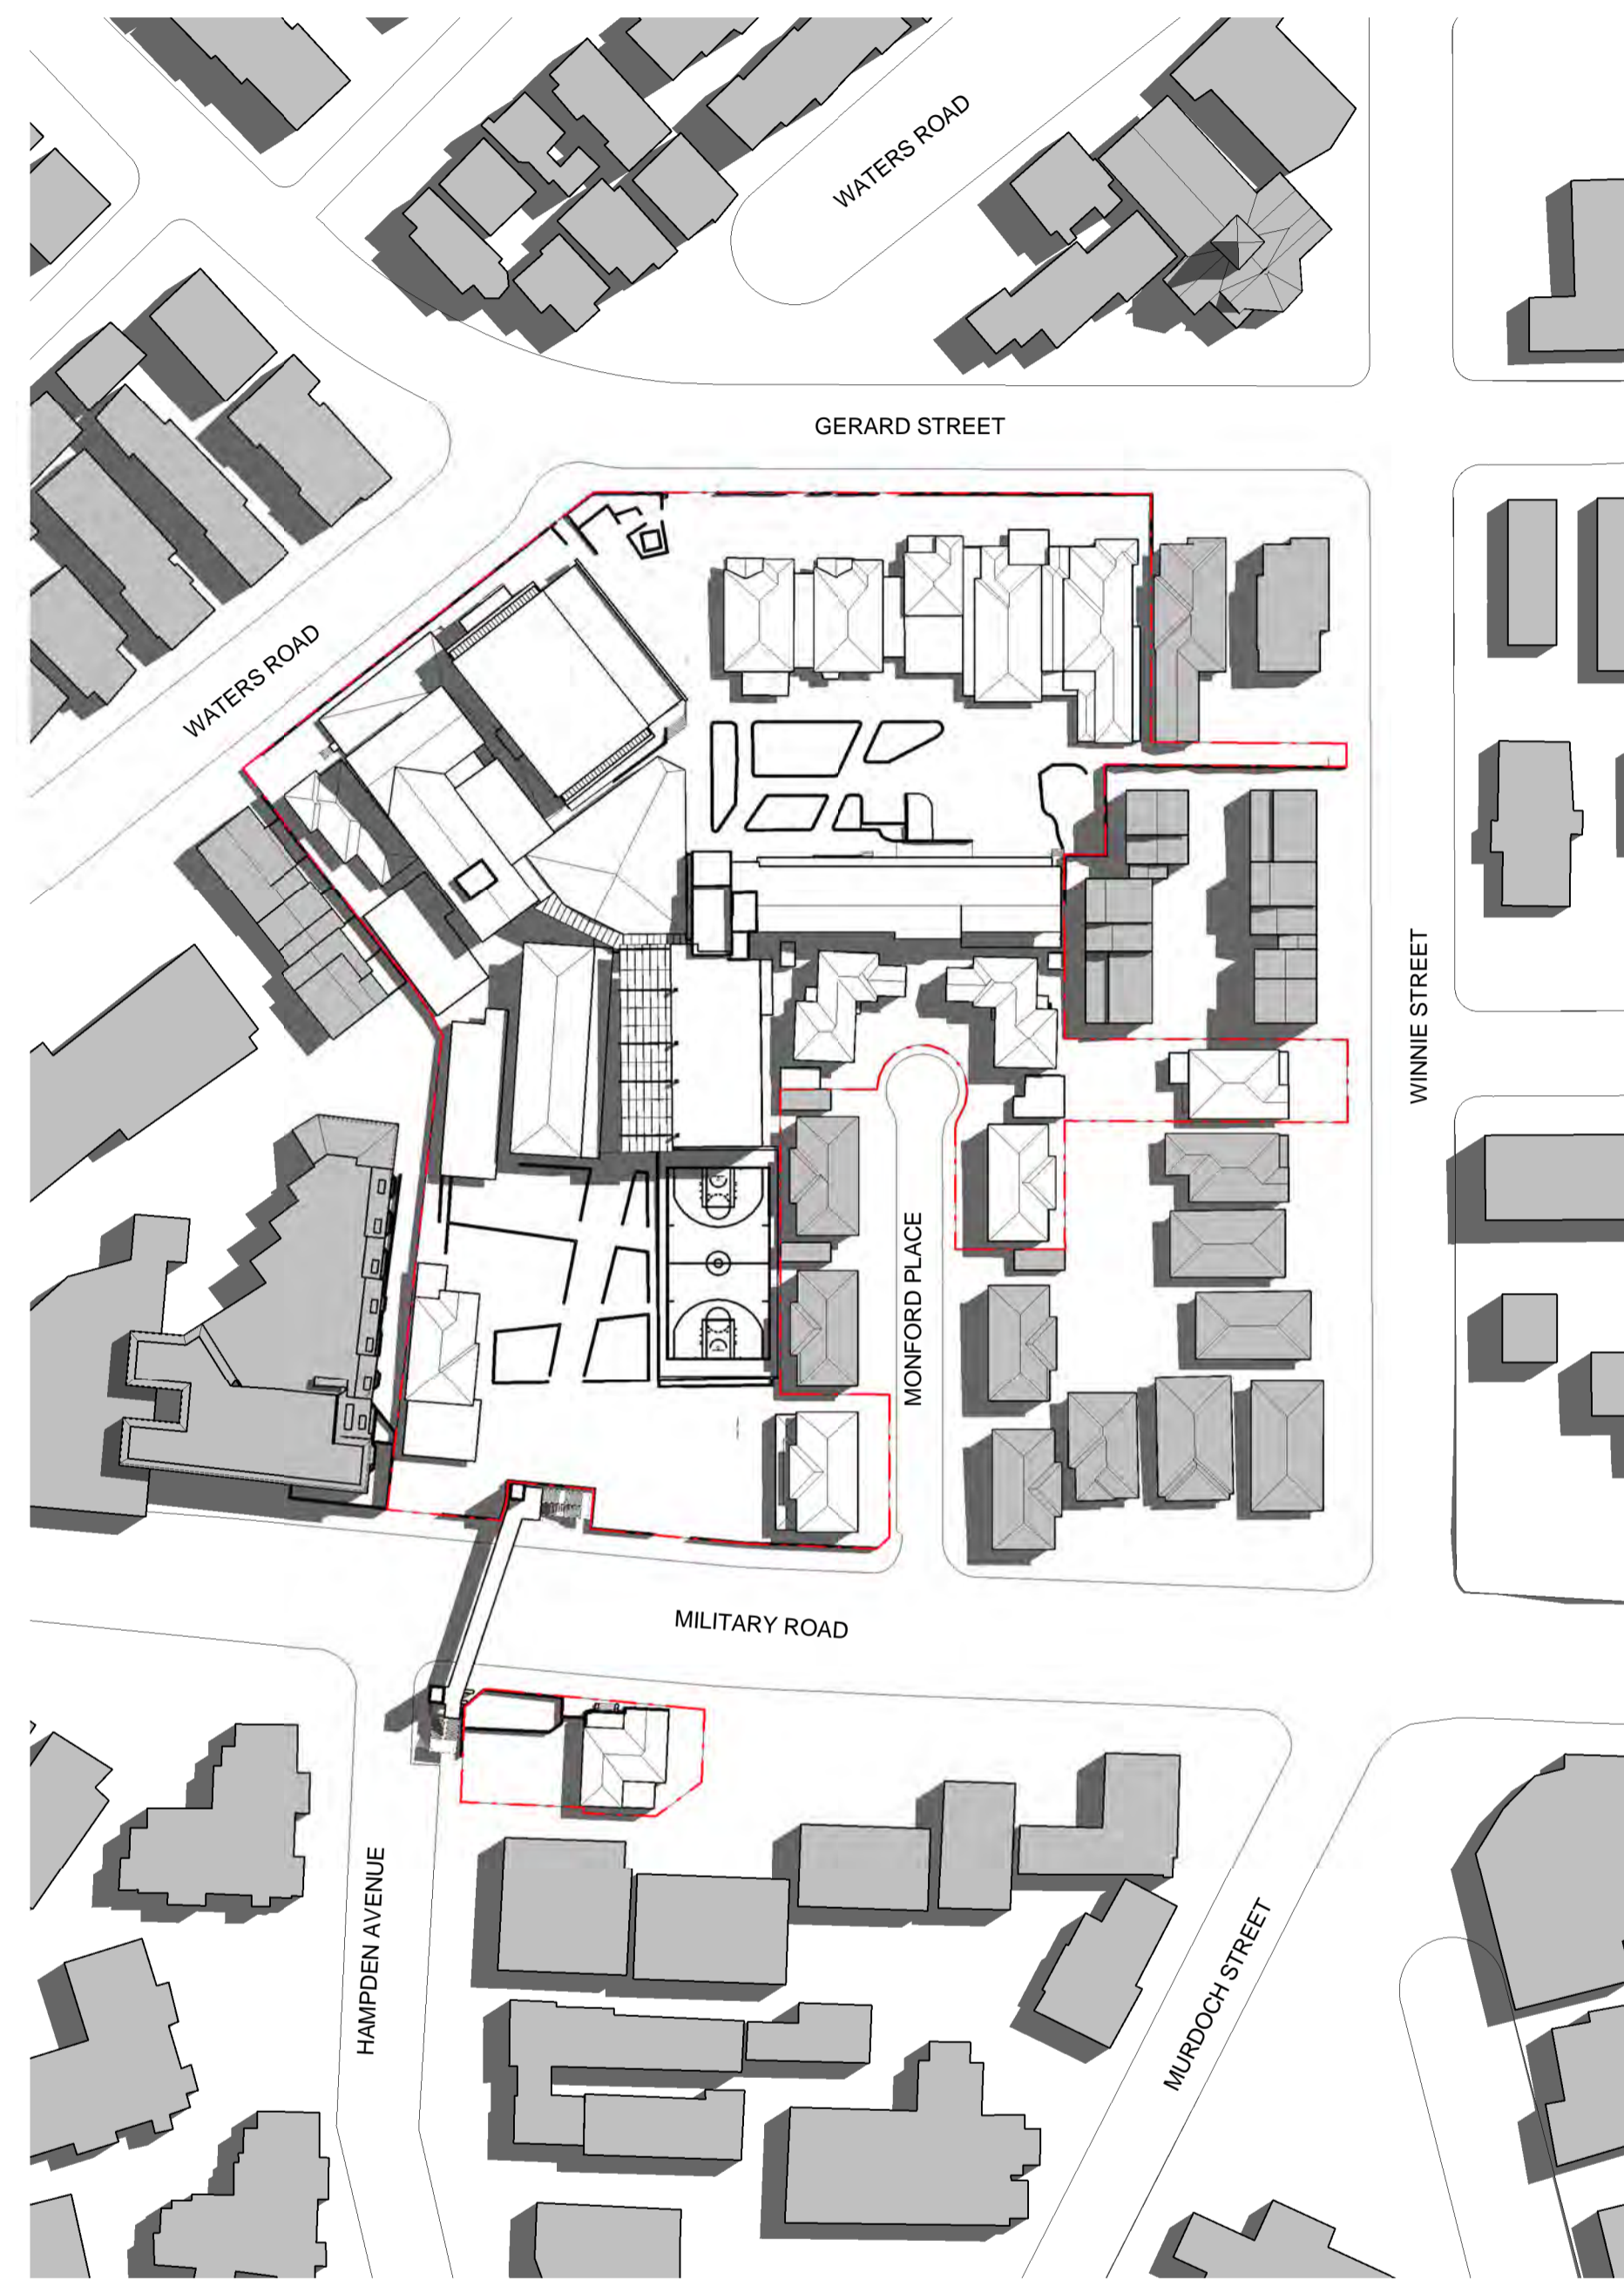 WATERS ROAD
GERARD STREET
WATERS ROAD
WINNIE STREET
MONFORD PLACE
MILITARY ROAD
HAMPDEN AVENUE
MURDOCH STREET